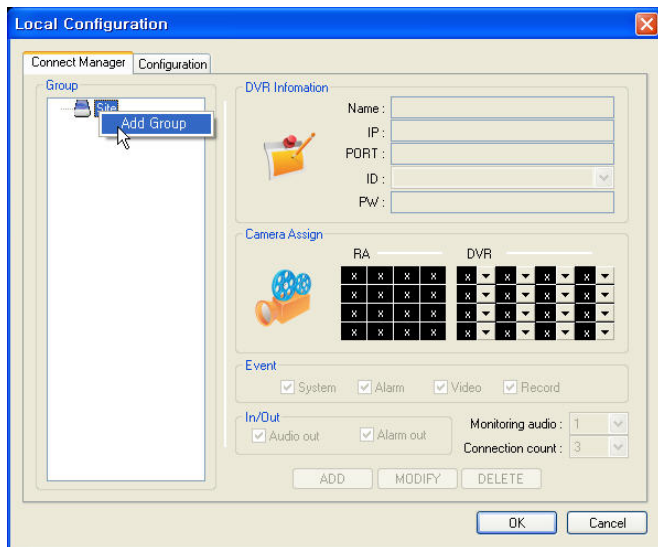 Local Configuration
Connect Manager
Configuration
Group
Site
Add Group
DVR Infomation
Name :
IP :
PORT :
ID :
PW :
Camera Assign
RA
DVR
x x x x x x x x
x x x x x x x x
x x x x x x x x
x x x x x x x x
Event
System Alarm Video Record
In/Out
Audio out Alarm out
Monitoring audio : 1
Connection count : 3
ADD MODIFY DELETE
OK Cancel